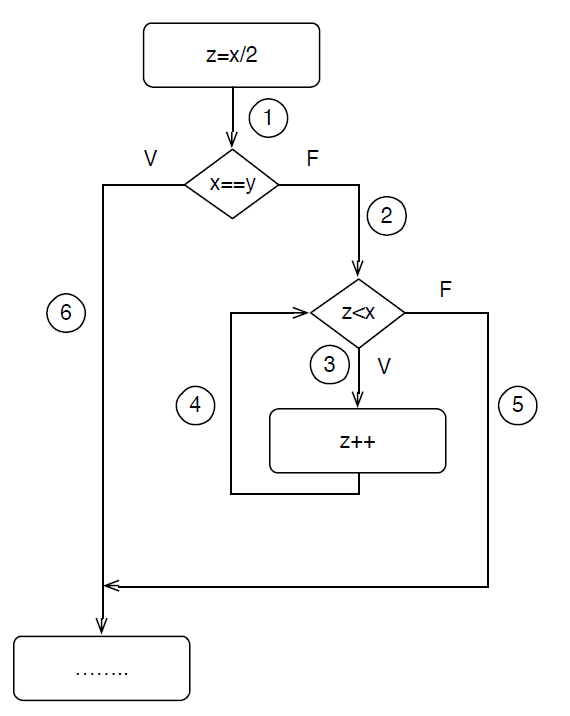 z=x/2
1
V
F
x==y
2
6
F
z<x
3
V
4
5
z++
........